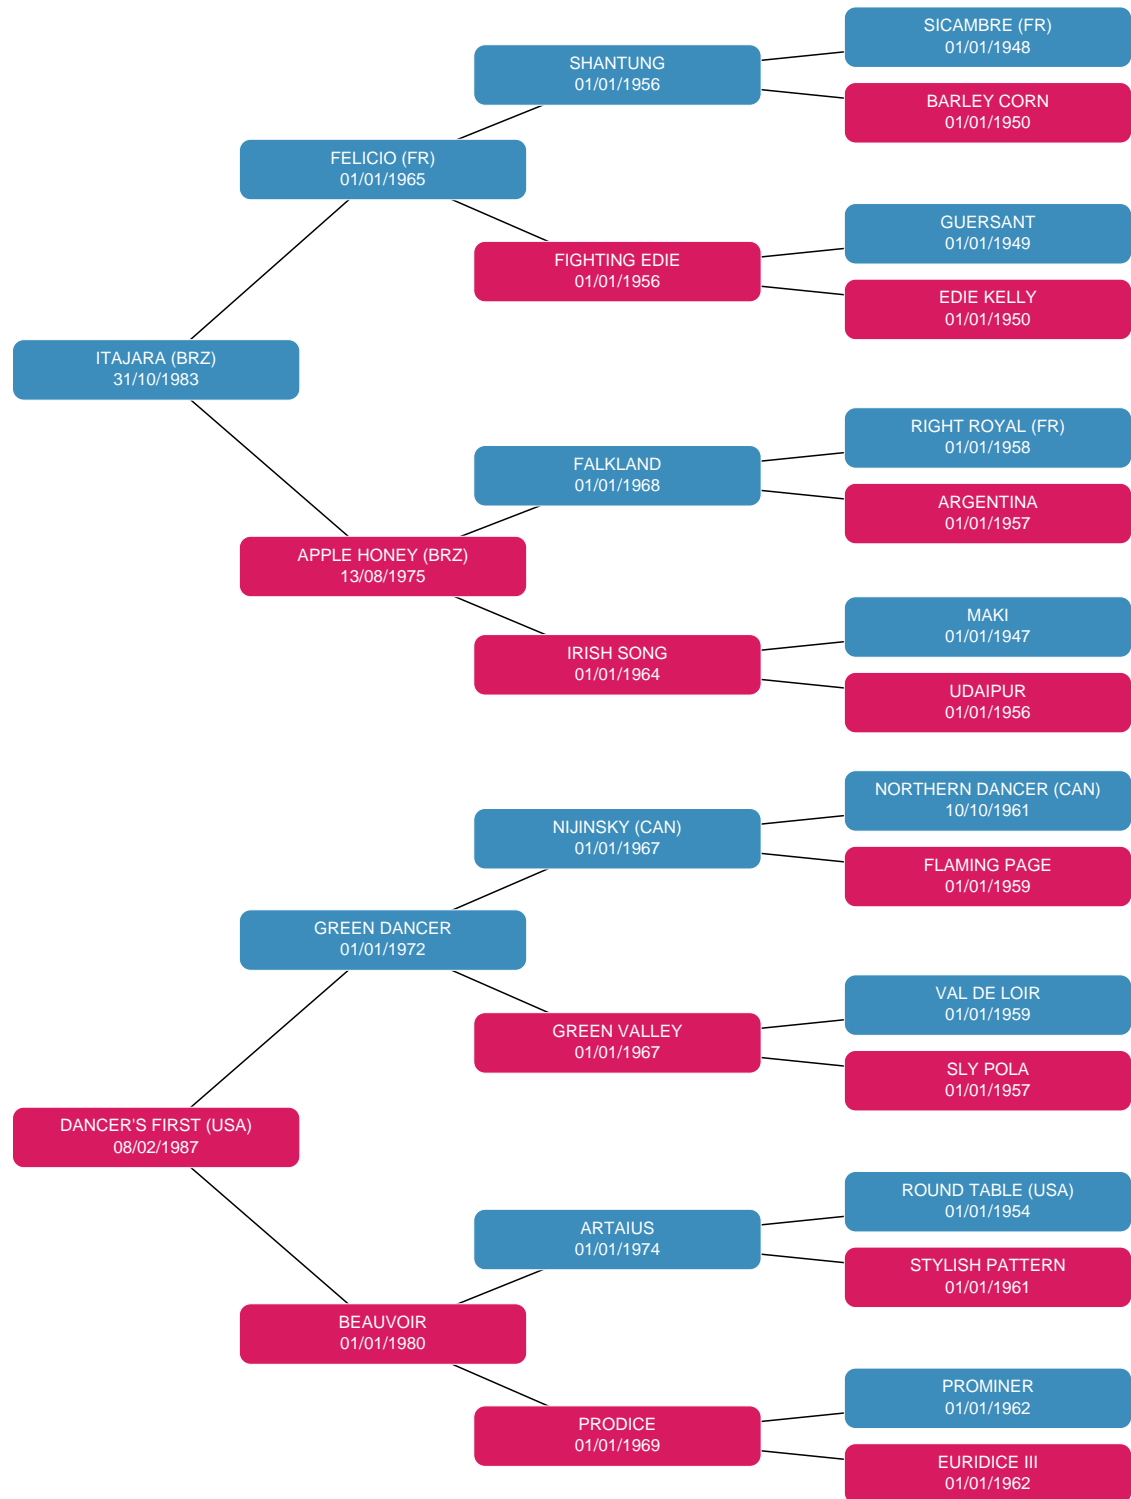 SICAMBRE (FR)
01/01/1948
SHANTUNG
01/01/1956
BARLEY CORN
01/01/1950
FELICIO (FR)
01/01/1965
GUERSANT
01/01/1949
FIGHTING EDIE
01/01/1956
EDIE KELLY
01/01/1950
ITAJARA (BRZ)
31/10/1983
RIGHT ROYAL (FR)
01/01/1958
FALKLAND
01/01/1968
ARGENTINA
01/01/1957
APPLE HONEY (BRZ)
13/08/1975
MAKI
01/01/1947
IRISH SONG
01/01/1964
UDAIPUR
01/01/1956
NORTHERN DANCER (CAN)
10/10/1961
NIJINSKY (CAN)
01/01/1967
FLAMING PAGE
01/01/1959
GREEN DANCER
01/01/1972
VAL DE LOIR
01/01/1959
GREEN VALLEY
01/01/1967
SLY POLA
01/01/1957
DANCER'S FIRST (USA)
08/02/1987
ROUND TABLE (USA)
01/01/1954
ARTAIUS
01/01/1974
STYLISH PATTERN
01/01/1961
BEAUVOIR
01/01/1980
PROMINER
01/01/1962
PRODICE
01/01/1969
EURIDICE III
01/01/1962